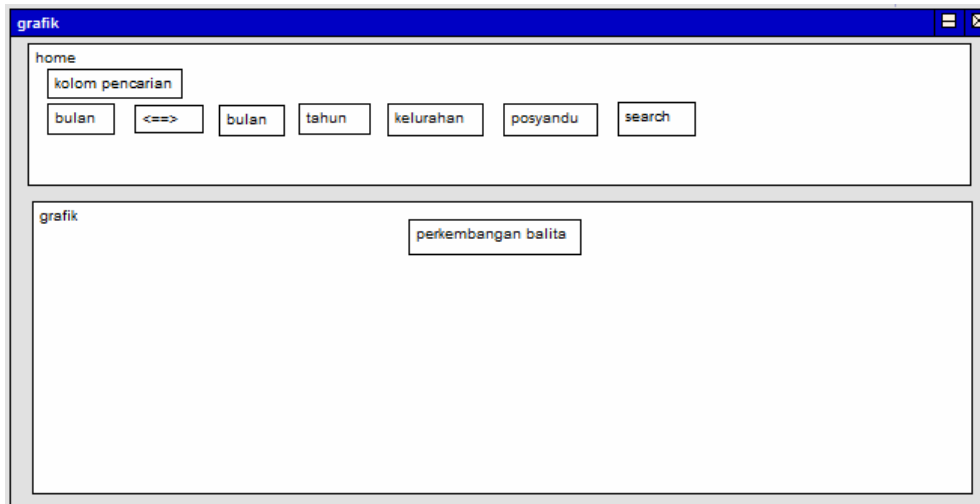 grafik
home
kolom pencarian
bulan <==> bulan tahun kelurahan posyandu search
grafik
perkembangan balita